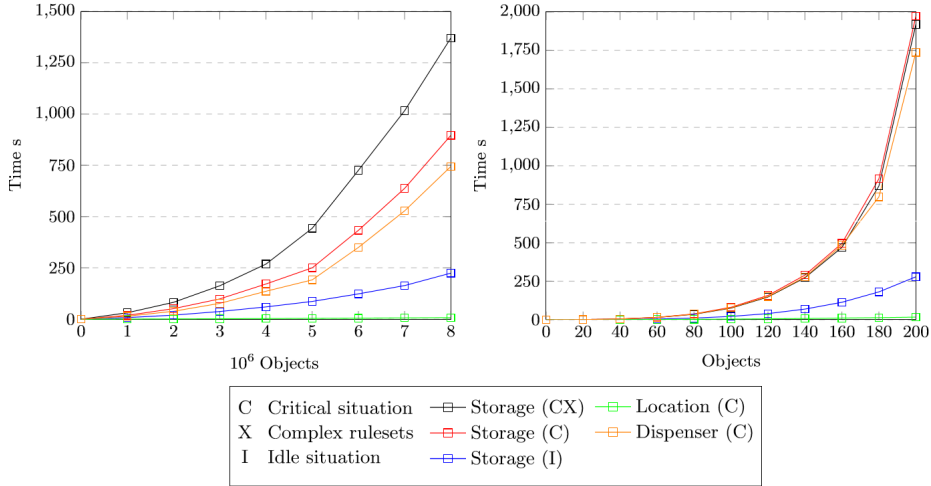 1,500
1,250
1,000
750
500
250
0
Time s
0 1 2 3 4 5 6 7 8
10⁶ Objects
2,000
1,750
1,500
1,250
1,000
750
500
250
0
Time s
0 20 40 60 80 100 120 140 160 180 200
Objects
C Critical situation Storage (CX) Location (C)
X Complex rulesets Storage (C) Dispenser (C)
I Idle situation Storage (I)